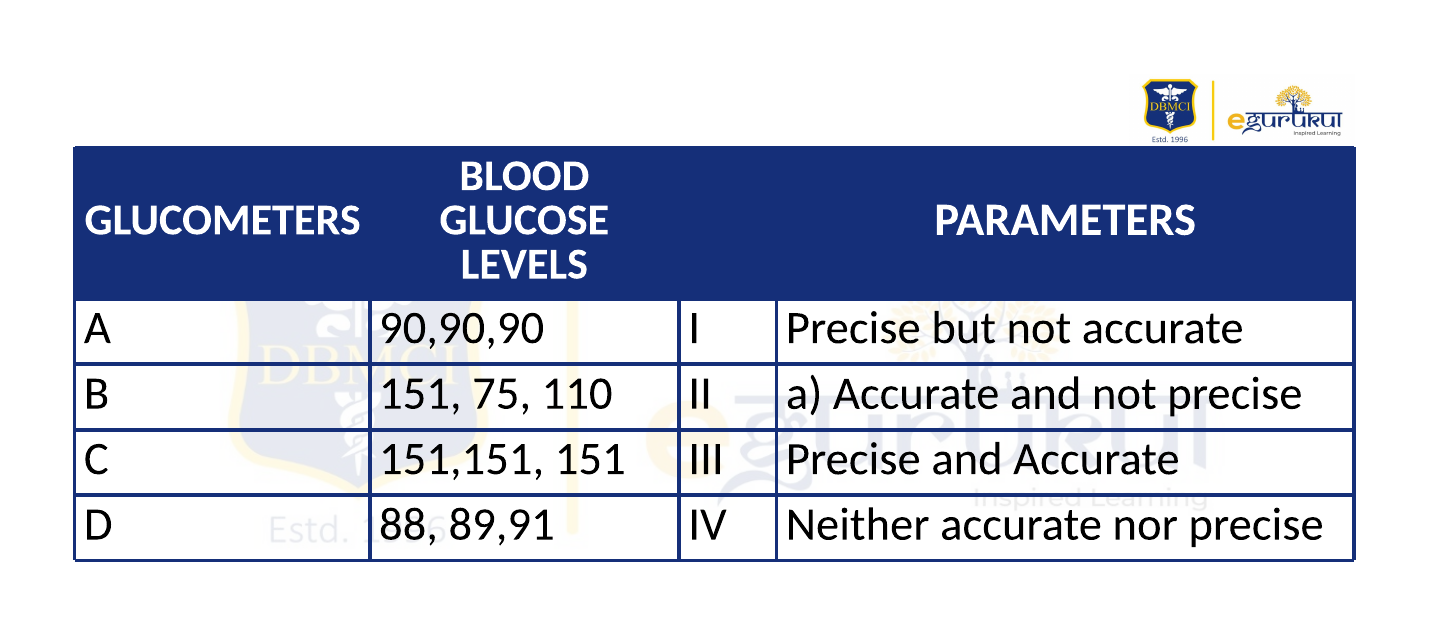 DBMCI
Estd. 1996
egurukul
Inspired Learning
GLUCOMETERS
BLOOD
GLUCOSE
LEVELS
PARAMETERS
A 90,90,90 I Precise but not accurate
B 151, 75, 110 II a) Accurate and not precise
C 151,151, 151 III Precise and Accurate
D 88, 89,91 IV Neither accurate nor precise
DBMCI
egurukul
Inspired Learning
Estd. 1996